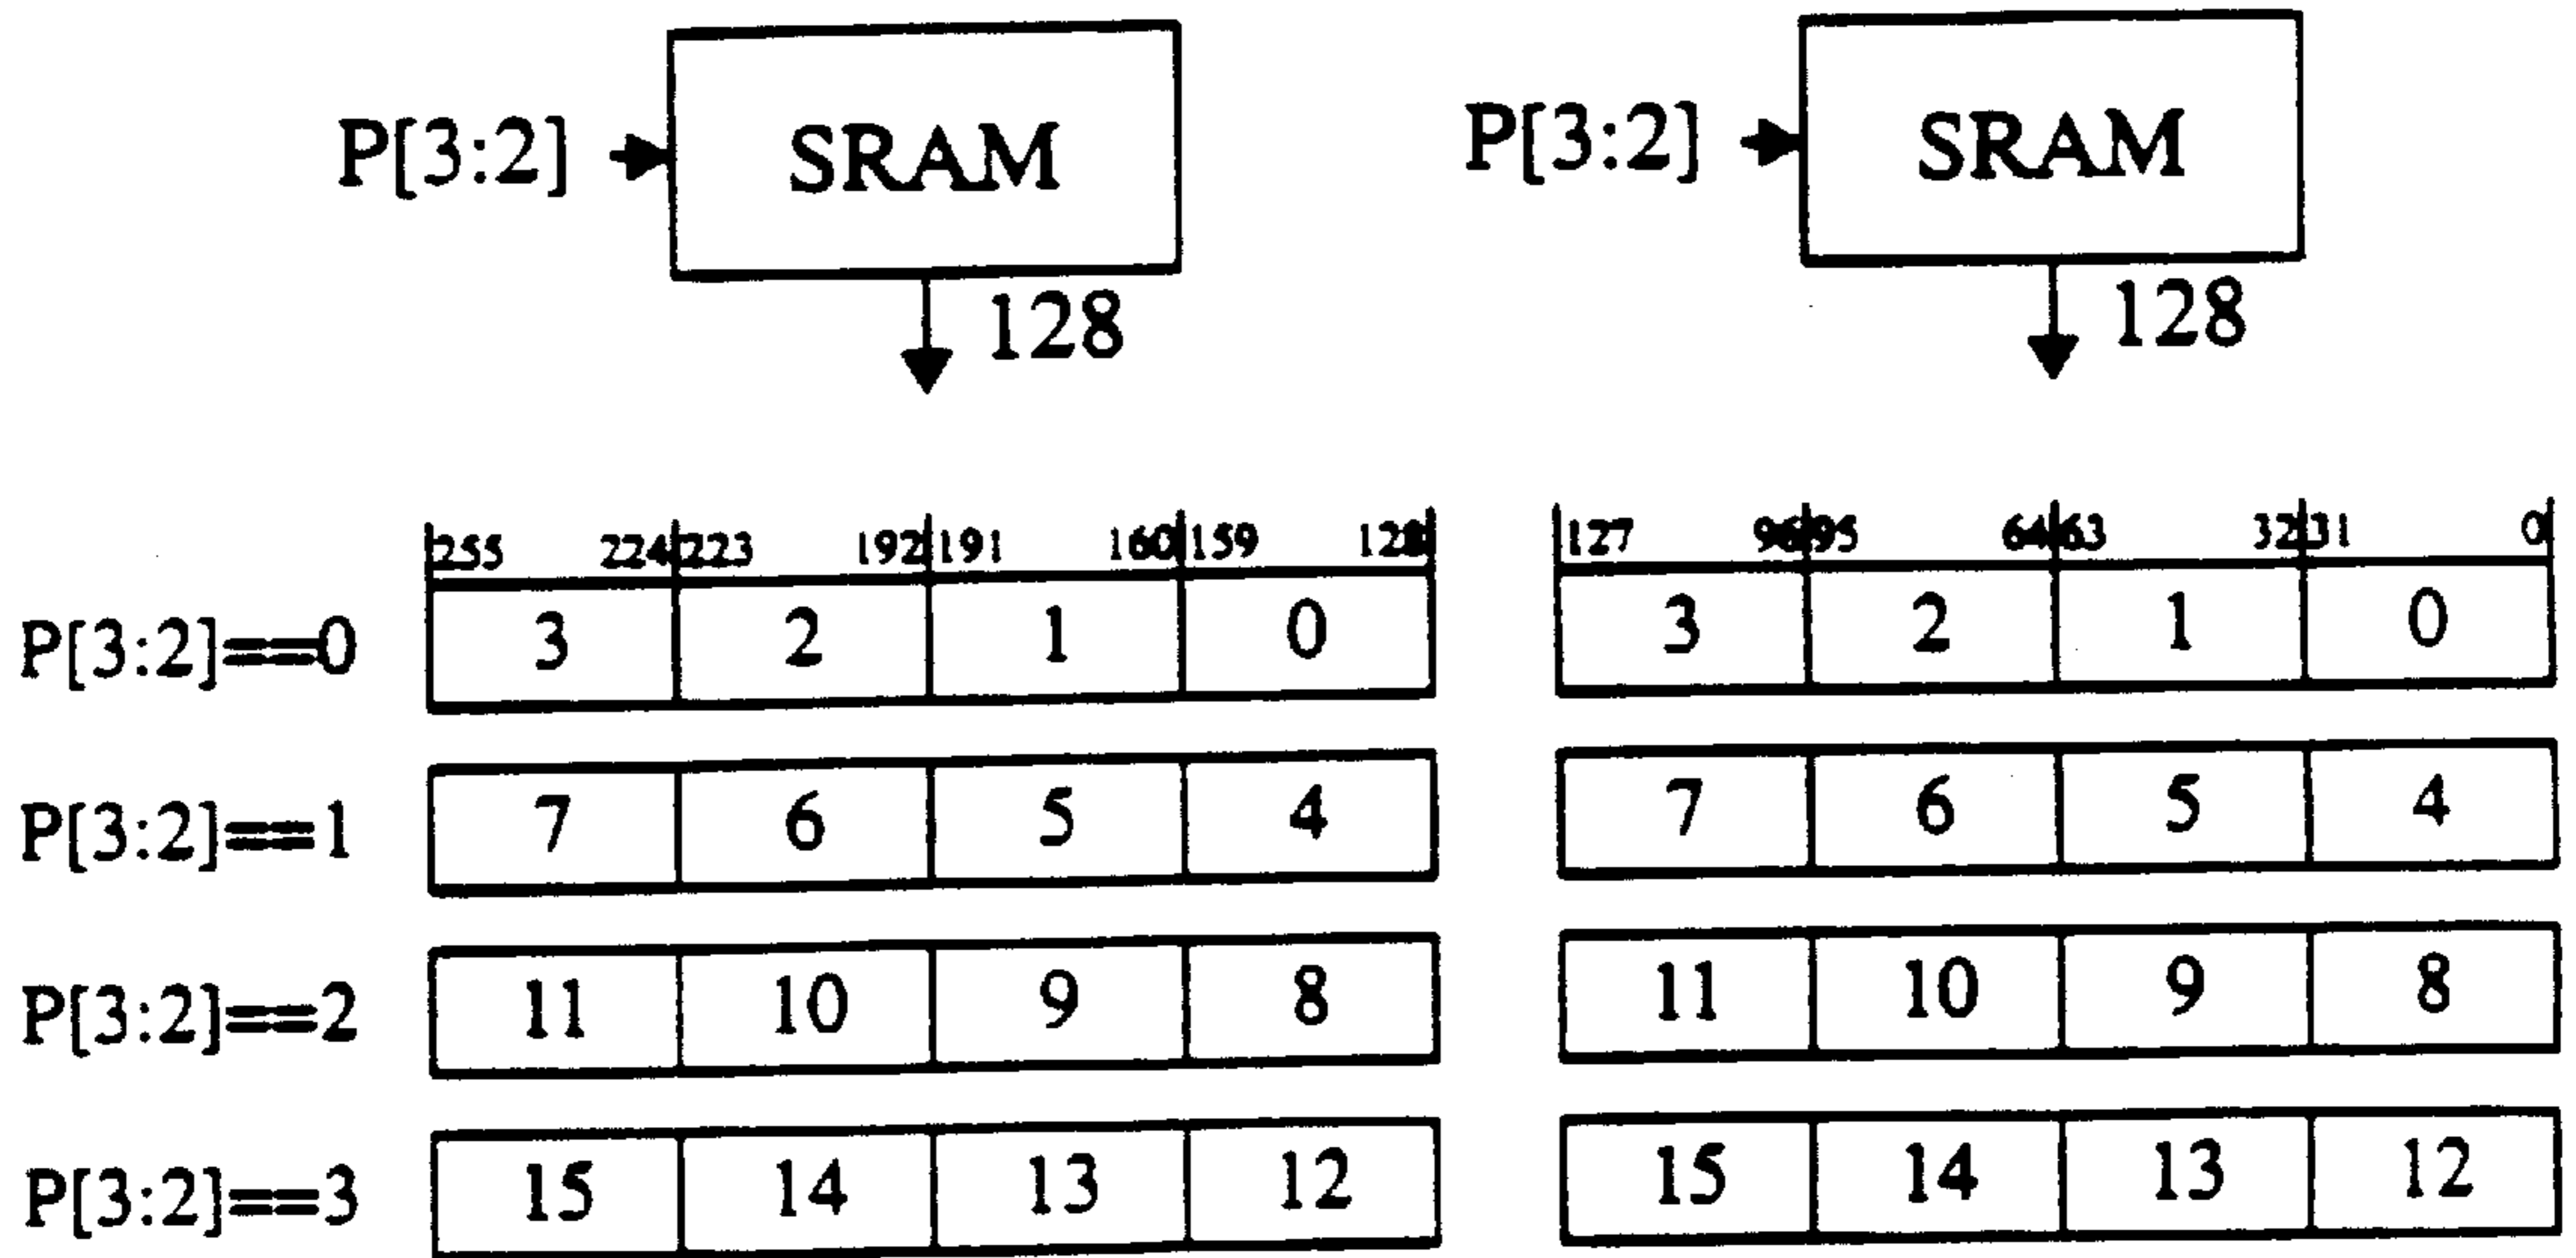 P[3:2] SRAM P[3:2] SRAM
128 128
255 224 223 192 191 160 159 128 127 96 95 64 63 32 31 0
P[3:2]==0 3 2 1 0 3 2 1 0
P[3:2]==1 7 6 5 4 7 6 5 4
P[3:2]==2 11 10 9 8 11 10 9 8
P[3:2]==3 15 14 13 12 15 14 13 12